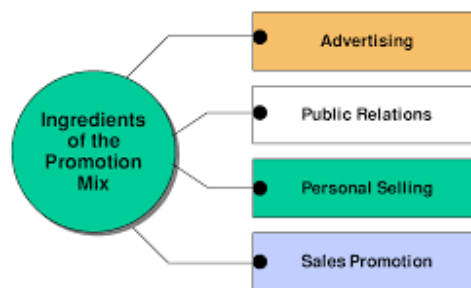 Ingredients
of the
Promotion
Mix
Advertising
Public Relations
Personal Selling
Sales Promotion